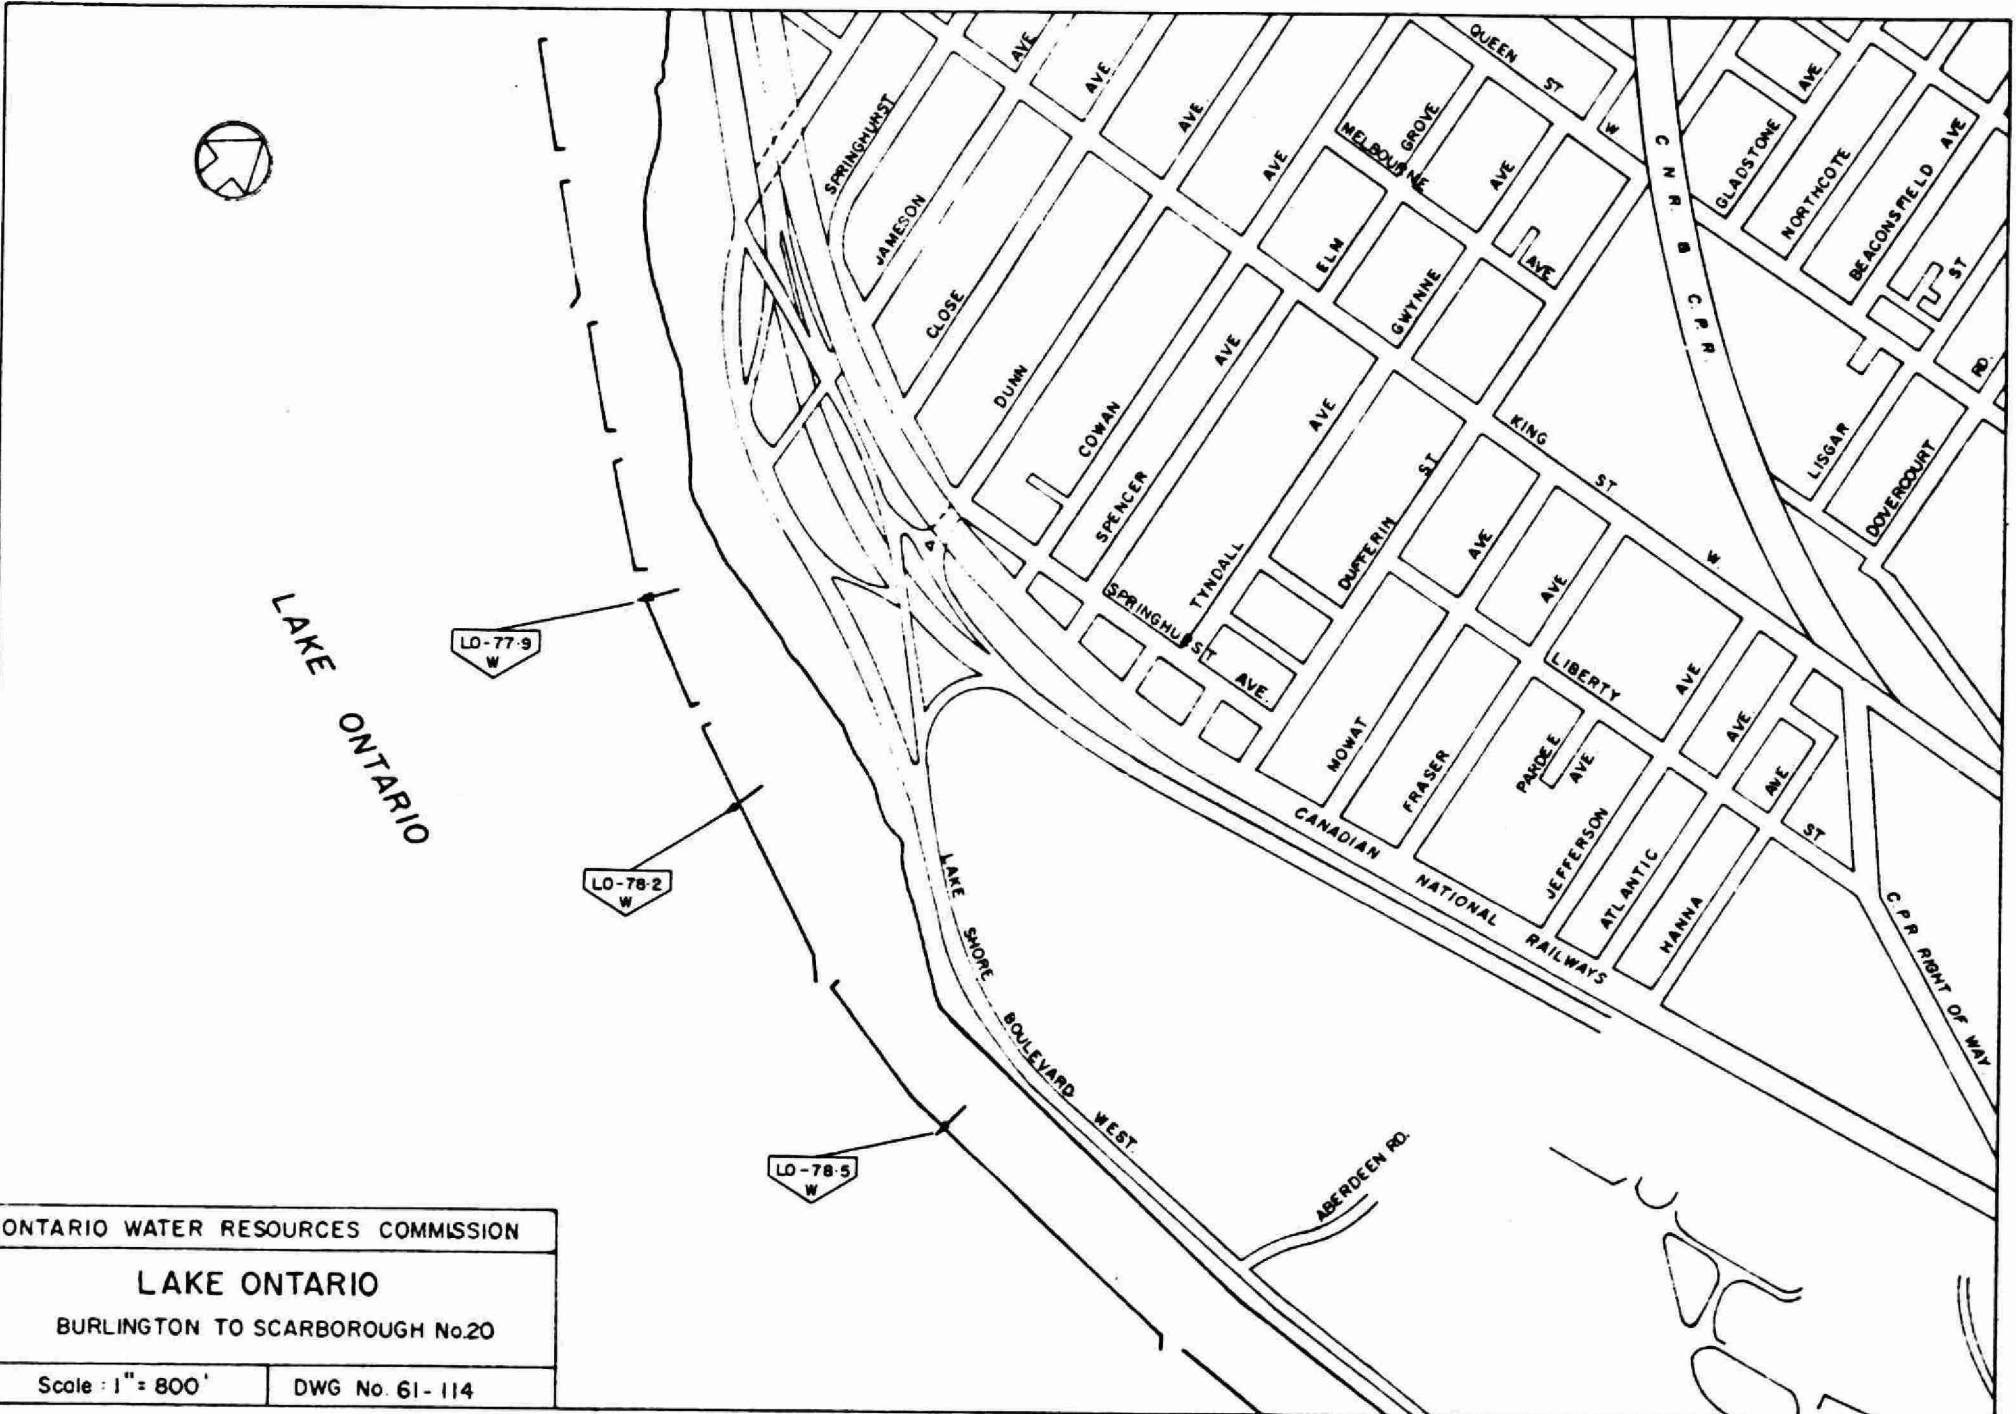 QUEEN ST W
AVE
AVE
AVE
AVE
SPRINGHURST
JAMESON
CLOSE
DUNN
COWAN
SPENCER
AVE
TYNDALL
AVE
SPRINGHURST
AVE
MELBOURNE
GROVE
AVE
AVE
ELM
GWYNNE
DUFFERIN
ST
KING ST W
C N R & C.P.R
GLADSTONE
AVE
NORTHCOTE
BEACONSFIELD AVE
ST
RD.
LISGAR
DOVERCOURT
AVE
AVE
LIBERTY
ST
AVE
AVE
AVE
MOWAT
FRASER
PARDEE
AVE
JEFFERSON
ATLANTIC
HANNA
CANADIAN NATIONAL RAILWAYS
C.P.R RIGHT OF WAY
LAKE ONTARIO
LO-77.9
W
LO-78.2
W
LO-78.5
W
LAKE SHORE BOULEVARD WEST.
ABERDEEN RD.
ONTARIO WATER RESOURCES COMMISSION
LAKE ONTARIO
BURLINGTON TO SCARBOROUGH No.20
Scale : 1" = 800'
DWG No. 61-114